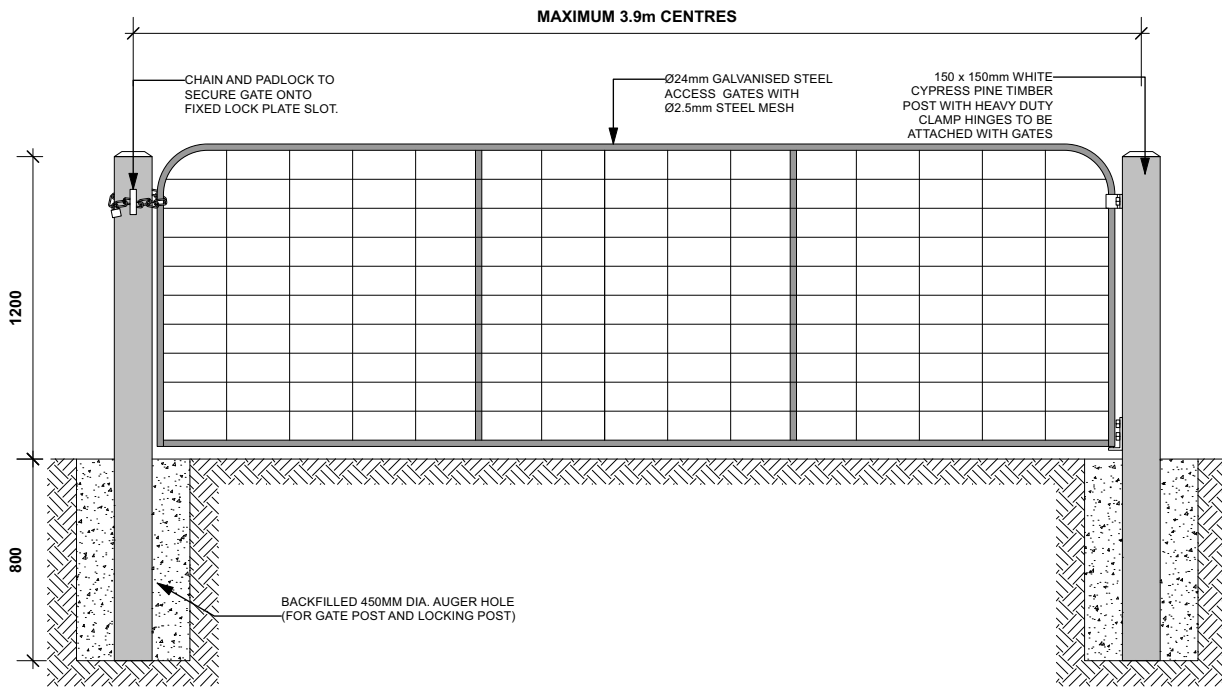 MAXIMUM 3.9m CENTRES
CHAIN AND PADLOCK TO
SECURE GATE ONTO
FIXED LOCK PLATE SLOT.
Ø24mm GALVANISED STEEL
ACCESS GATES WITH
Ø2.5mm STEEL MESH
150 x 150mm WHITE
CYPRESS PINE TIMBER
POST WITH HEAVY DUTY
CLAMP HINGES TO BE
ATTACHED WITH GATES
1200
800
BACKFILLED 450MM DIA. AUGER HOLE
(FOR GATE POST AND LOCKING POST)